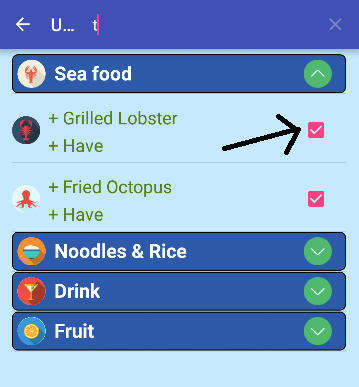 U... t
Sea food
+ Grilled Lobster
+ Have
+ Fried Octopus
+ Have
Noodles & Rice
Drink
Fruit